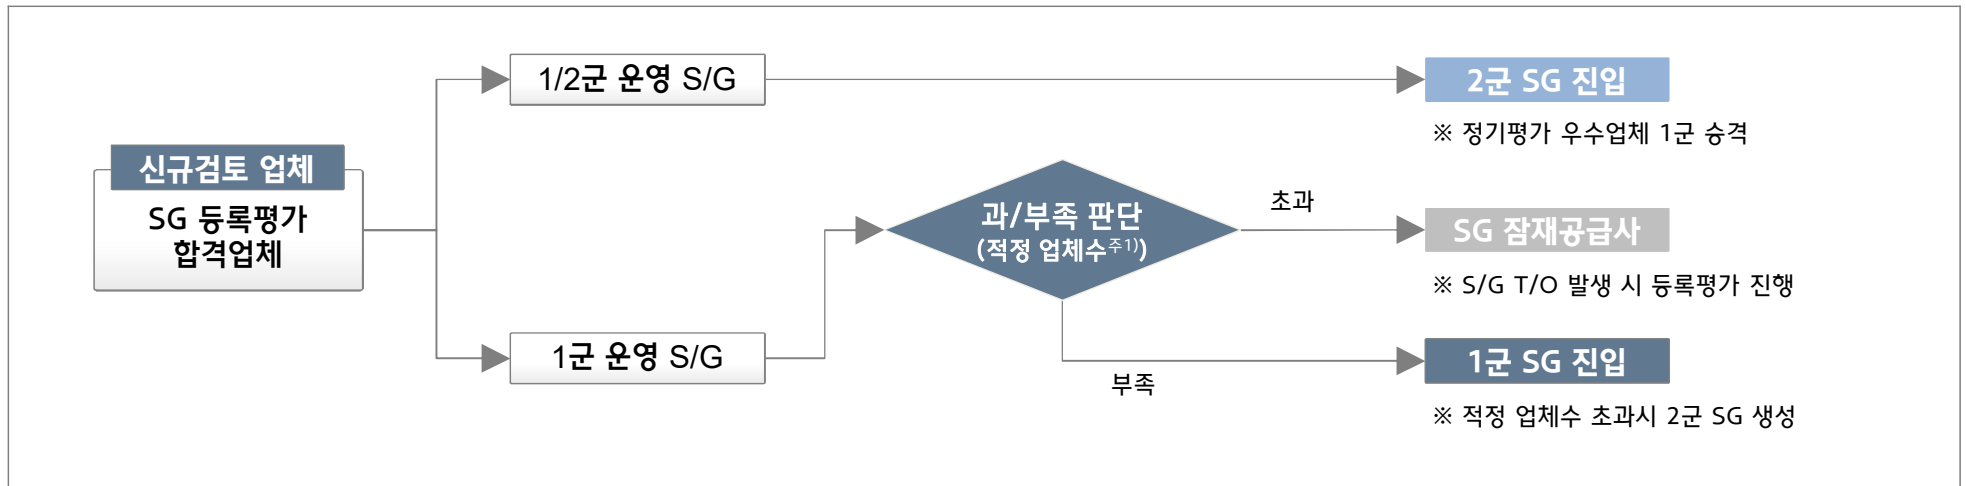 1/2군 운영 S/G
2군 SG 진입
※ 정기평가 우수업체 1군 승격
신규검토 업체
SG 등록평가
합격업체
과/부족 판단
(적정 업체수주1))
초과
SG 잠재공급사
※ S/G T/O 발생 시 등록평가 진행
1군 운영 S/G
부족
1군 SG 진입
※ 적정 업체수 초과시 2군 SG 생성